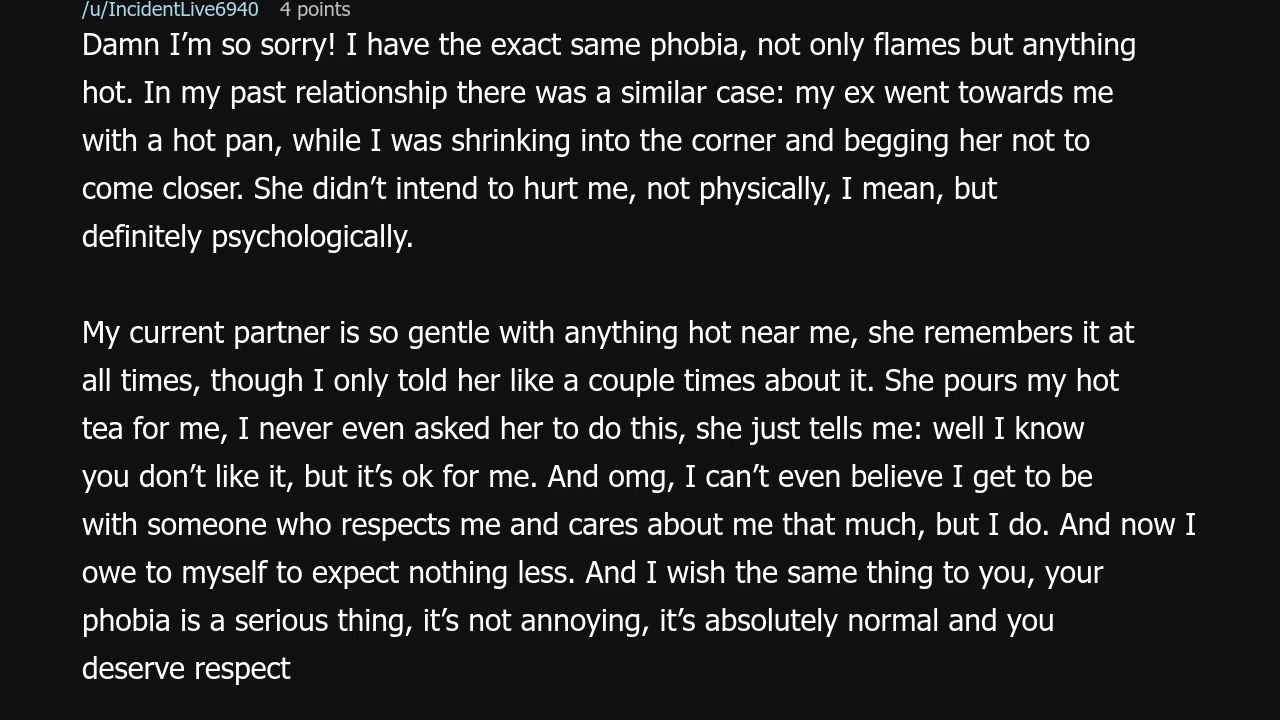 /u/IncidentLive6940 4 points
Damn I’m so sorry! I have the exact same phobia, not only flames but anything
hot. In my past relationship there was a similar case: my ex went towards me
with a hot pan, while I was shrinking into the corner and begging her not to
come closer. She didn’t intend to hurt me, not physically, I mean, but
definitely psychologically.
My current partner is so gentle with anything hot near me, she remembers it at
all times, though I only told her like a couple times about it. She pours my hot
tea for me, I never even asked her to do this, she just tells me: well I know
you don’t like it, but it’s ok for me. And omg, I can’t even believe I get to be
with someone who respects me and cares about me that much, but I do. And now I
owe to myself to expect nothing less. And I wish the same thing to you, your
phobia is a serious thing, it’s not annoying, it’s absolutely normal and you
deserve respect